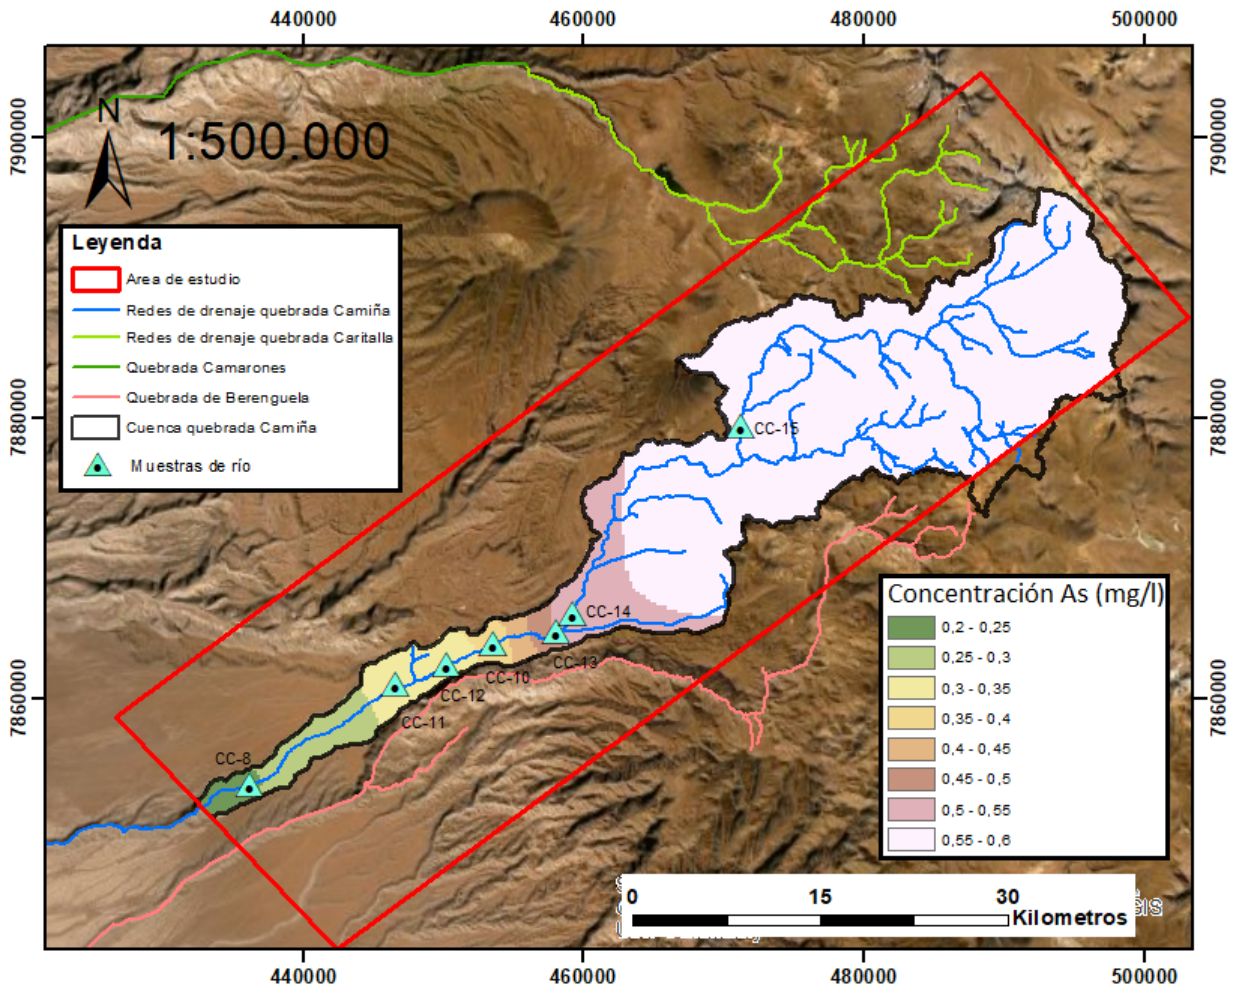 440000 460000 480000 500000
7900000 7900000
N
1:500.000
Leyenda
Area de estudio
Redes de drenaje quebrada Camiña
Redes de drenaje quebrada Caritalla
Quebrada Camarones
Quebrada de Berenguela
Cuenca quebrada Camiña
Muestras de río
7880000 7880000
CC-15
CC-14
CC-13
CC-10
CC-12
CC-11
CC-8
7860000 7860000
Concentración As (mg/l)
0,2 - 0,25
0,25 - 0,3
0,3 - 0,35
0,35 - 0,4
0,4 - 0,45
0,45 - 0,5
0,5 - 0,55
0,55 - 0,6
0 15 30
Kilometros
440000 460000 480000 500000